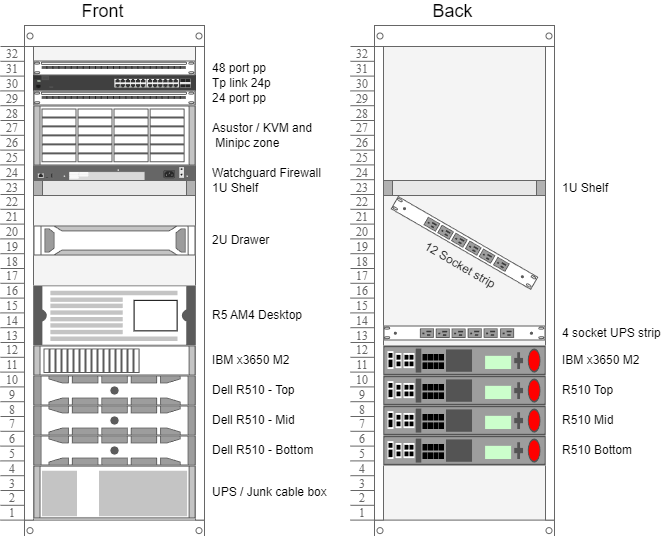 Front
Back
32
31
30
29
28
27
26
25
24
23
22
21
20
19
18
17
16
15
14
13
12
11
10
9
8
7
6
5
4
3
2
1
48 port pp
Tp link 24p
24 port pp
Asustor / KVM and
Minipc zone
Watchguard Firewall
1U Shelf
2U Drawer
R5 AM4 Desktop
IBM x3650 M2
Dell R510 - Top
Dell R510 - Mid
Dell R510 - Bottom
UPS / Junk cable box
32
31
30
29
28
27
26
25
24
23
22
21
20
19
18
17
16
15
14
13
12
11
10
9
8
7
6
5
4
3
2
1
12 Socket strip
1U Shelf
4 socket UPS strip
IBM x3650 M2
R510 Top
R510 Mid
R510 Bottom